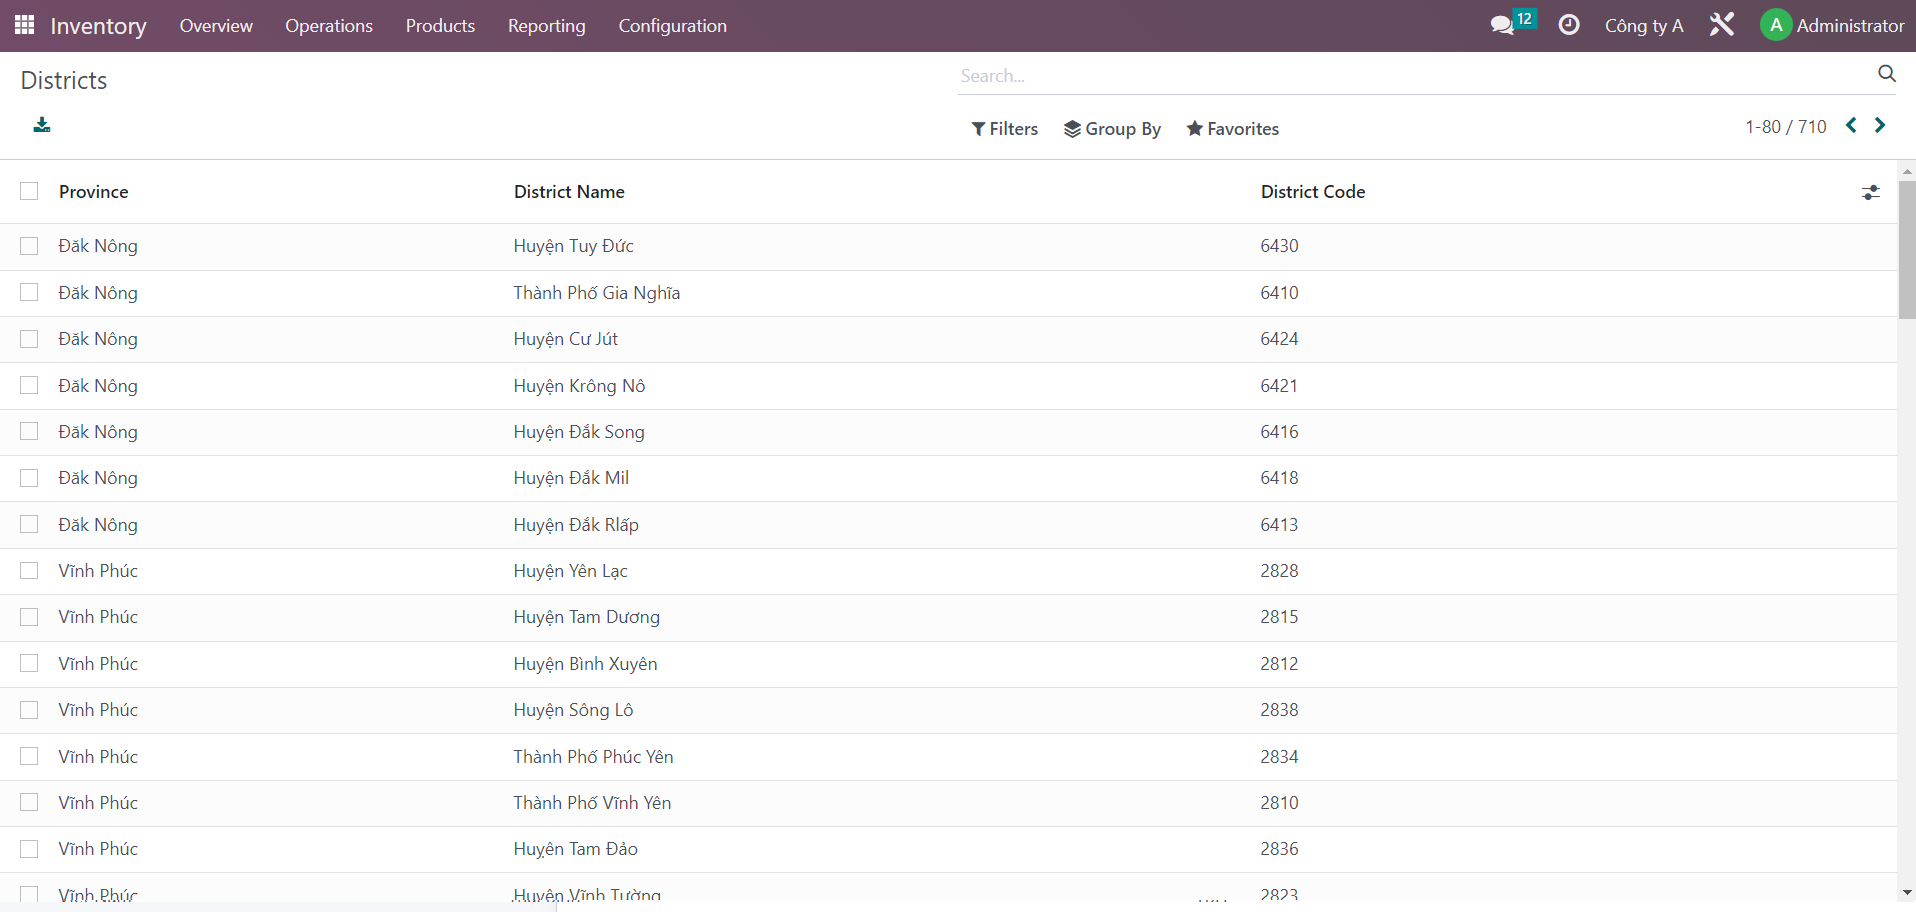 Inventory Overview Operations Products Reporting Configuration 12 Công ty A A Administrator
Districts Search...
Filters Group By Favorites 1-80 / 710
Province District Name District Code
Đăk Nông Huyện Tuy Đức 6430
Đăk Nông Thành Phố Gia Nghĩa 6410
Đăk Nông Huyện Cư Jút 6424
Đăk Nông Huyện Krông Nô 6421
Đăk Nông Huyện Đắk Song 6416
Đăk Nông Huyện Đắk Mil 6418
Đăk Nông Huyện Đắk Rlấp 6413
Vĩnh Phúc Huyện Yên Lạc 2828
Vĩnh Phúc Huyện Tam Dương 2815
Vĩnh Phúc Huyện Bình Xuyên 2812
Vĩnh Phúc Huyện Sông Lô 2838
Vĩnh Phúc Thành Phố Phúc Yên 2834
Vĩnh Phúc Thành Phố Vĩnh Yên 2810
Vĩnh Phúc Huỵên Tam Đảo 2836
Vĩnh Phúc Huyện Vĩnh Tường 2823